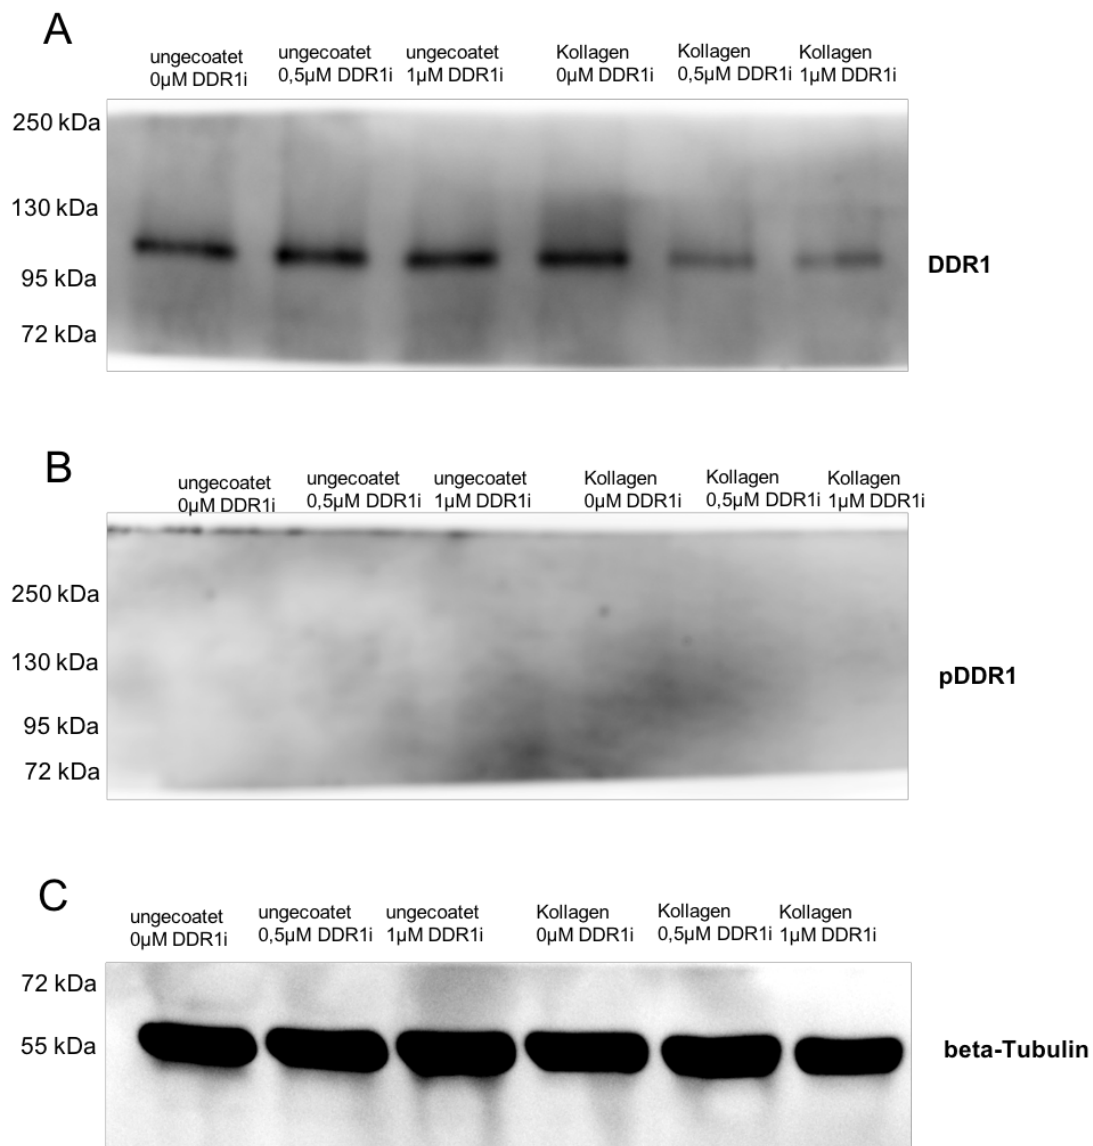 A
ungecoatet
0µM DDR1i
ungecoatet
0,5µM DDR1i
ungecoatet
1µM DDR1i
Kollagen
0µM DDR1i
Kollagen
0,5µM DDR1i
Kollagen
1µM DDR1i
250 kDa
130 kDa
95 kDa
72 kDa
DDR1
B
ungecoatet
0µM DDR1i
ungecoatet
0,5µM DDR1i
ungecoatet
1µM DDR1i
Kollagen
0µM DDR1i
Kollagen
0,5µM DDR1i
Kollagen
1µM DDR1i
250 kDa
130 kDa
95 kDa
72 kDa
pDDR1
C
ungecoatet
0µM DDR1i
ungecoatet
0,5µM DDR1i
ungecoatet
1µM DDR1i
Kollagen
0µM DDR1i
Kollagen
0,5µM DDR1i
Kollagen
1µM DDR1i
72 kDa
55 kDa
beta-Tubulin